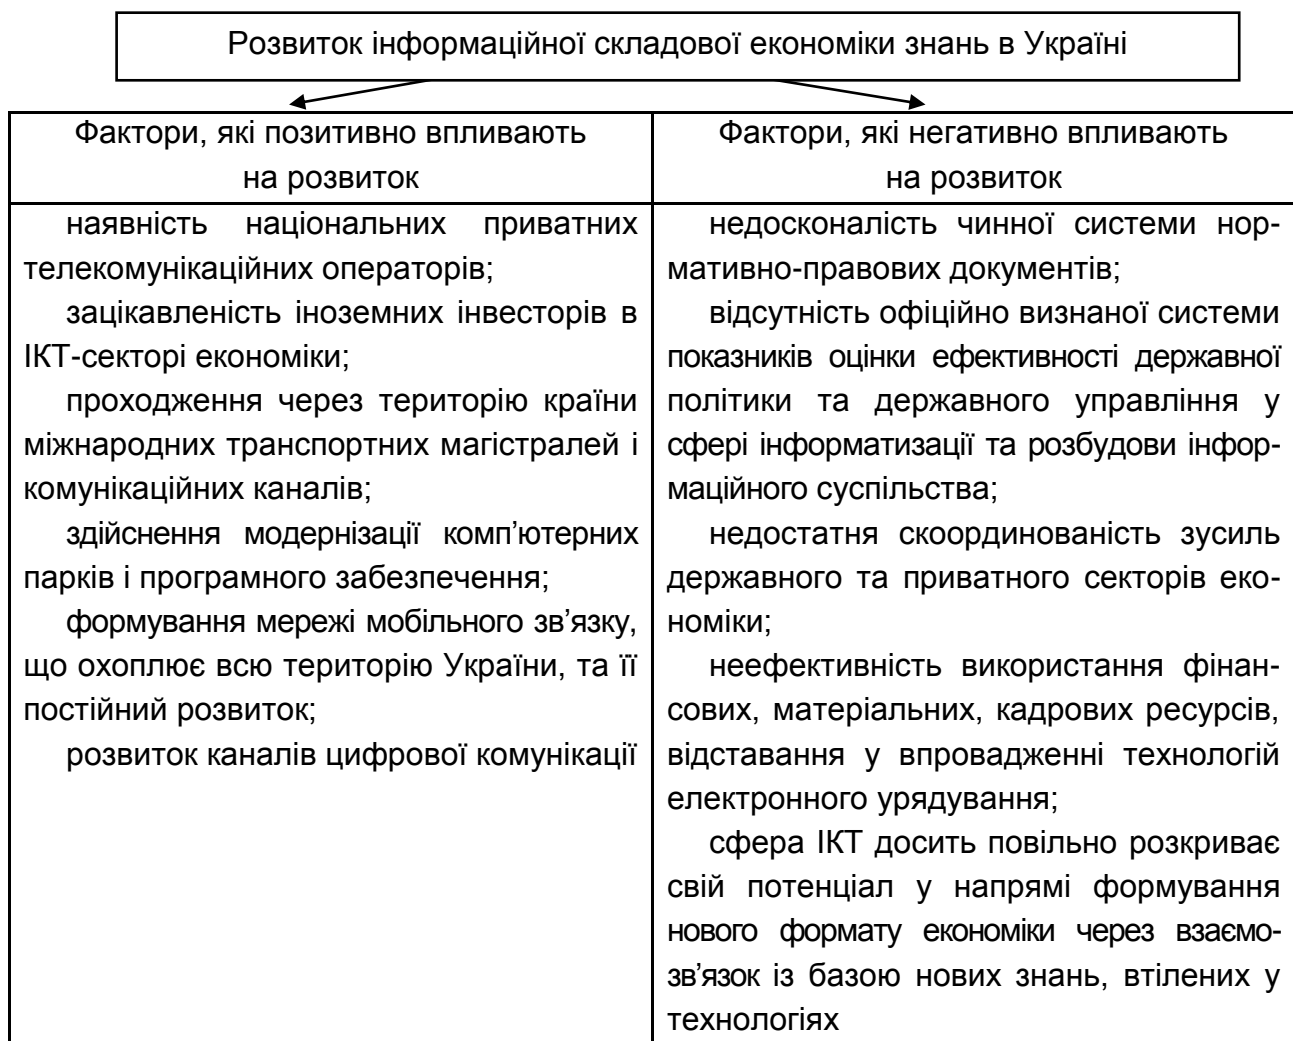 Розвиток інформаційної складової економіки знань в Україні
Фактори, які позитивно впливають
на розвиток
наявність національних приватних
телекомунікаційних операторів;
зацікавленість іноземних інвесторів в
ІКТ-секторі економіки;
проходження через територію країни
міжнародних транспортних магістралей і
комунікаційних каналів;
здійснення модернізації комп’ютерних
парків і програмного забезпечення;
формування мережі мобільного зв’язку,
що охоплює всю територію України, та її
постійний розвиток;
розвиток каналів цифрової комунікації
Фактори, які негативно впливають
на розвиток
недосконалість чинної системи нор-
мативно-правових документів;
відсутність офіційно визнаної системи
показників оцінки ефективності державної
політики та державного управління у
сфері інформатизації та розбудови інфор-
маційного суспільства;
недостатня скоординованість зусиль
державного та приватного секторів еко-
номіки;
неефективність використання фінан-
сових, матеріальних, кадрових ресурсів,
відставання у впровадженні технологій
електронного урядування;
сфера ІКТ досить повільно розкриває
свій потенціал у напрямі формування
нового формату економіки через взаємо-
зв’язок із базою нових знань, втілених у
технологіях